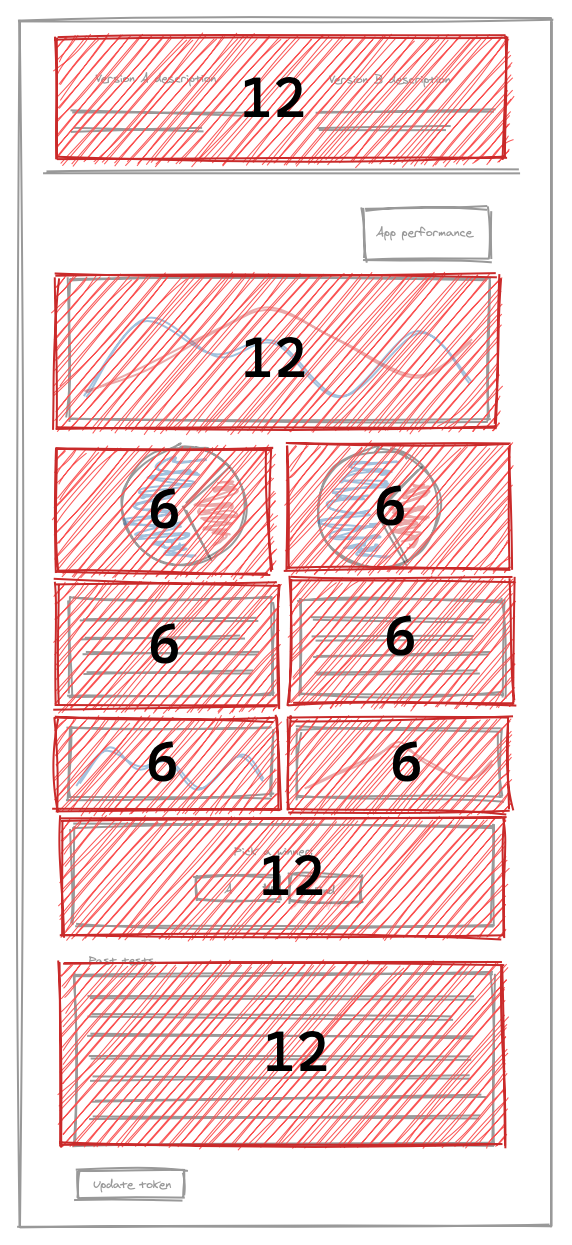 Version A description Version B description
12
App performance
12
6 6
6 6
6 6
Pick a winner
12
A
Past tests
12
Update token